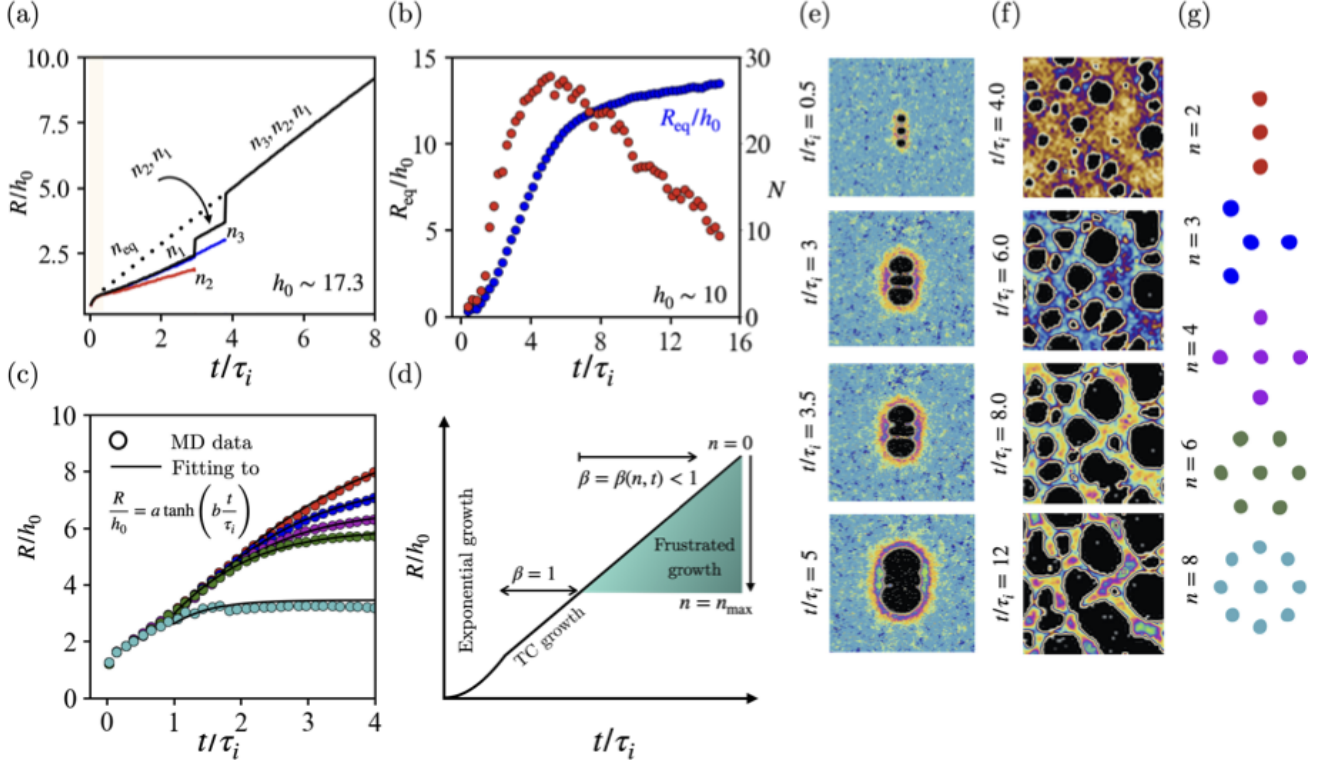 (a)
10.0
7.5
5.0
2.5
R/h₀
n₃, n₂, n₁
n₂, n₁
n_eq
n₁
n₃
n₂
h₀ ∼ 17.3
0 2 4 6 8
t/τᵢ
(b)
15
10
5
0
R_eq/h₀
R_eq/h₀
30
20
10
0
N
h₀ ∼ 10
0 4 8 12 16
t/τᵢ
(c)
10
8
6
4
2
0
R/h₀
MD data
Fitting to
R/h₀ = a tanh (b t/τᵢ)
0 1 2 3 4
t/τᵢ
(d)
R/h₀
Exponential growth
β = 1
TC growth
n = 0
β = β(n, t) < 1
Frustrated
growth
n = n_max
t/τᵢ
(e)
t/τᵢ = 0.5
t/τᵢ = 3
t/τᵢ = 3.5
t/τᵢ = 5
(f)
t/τᵢ = 4.0
t/τᵢ = 6.0
t/τᵢ = 8.0
t/τᵢ = 12
(g)
n = 2
n = 3
n = 4
n = 6
n = 8